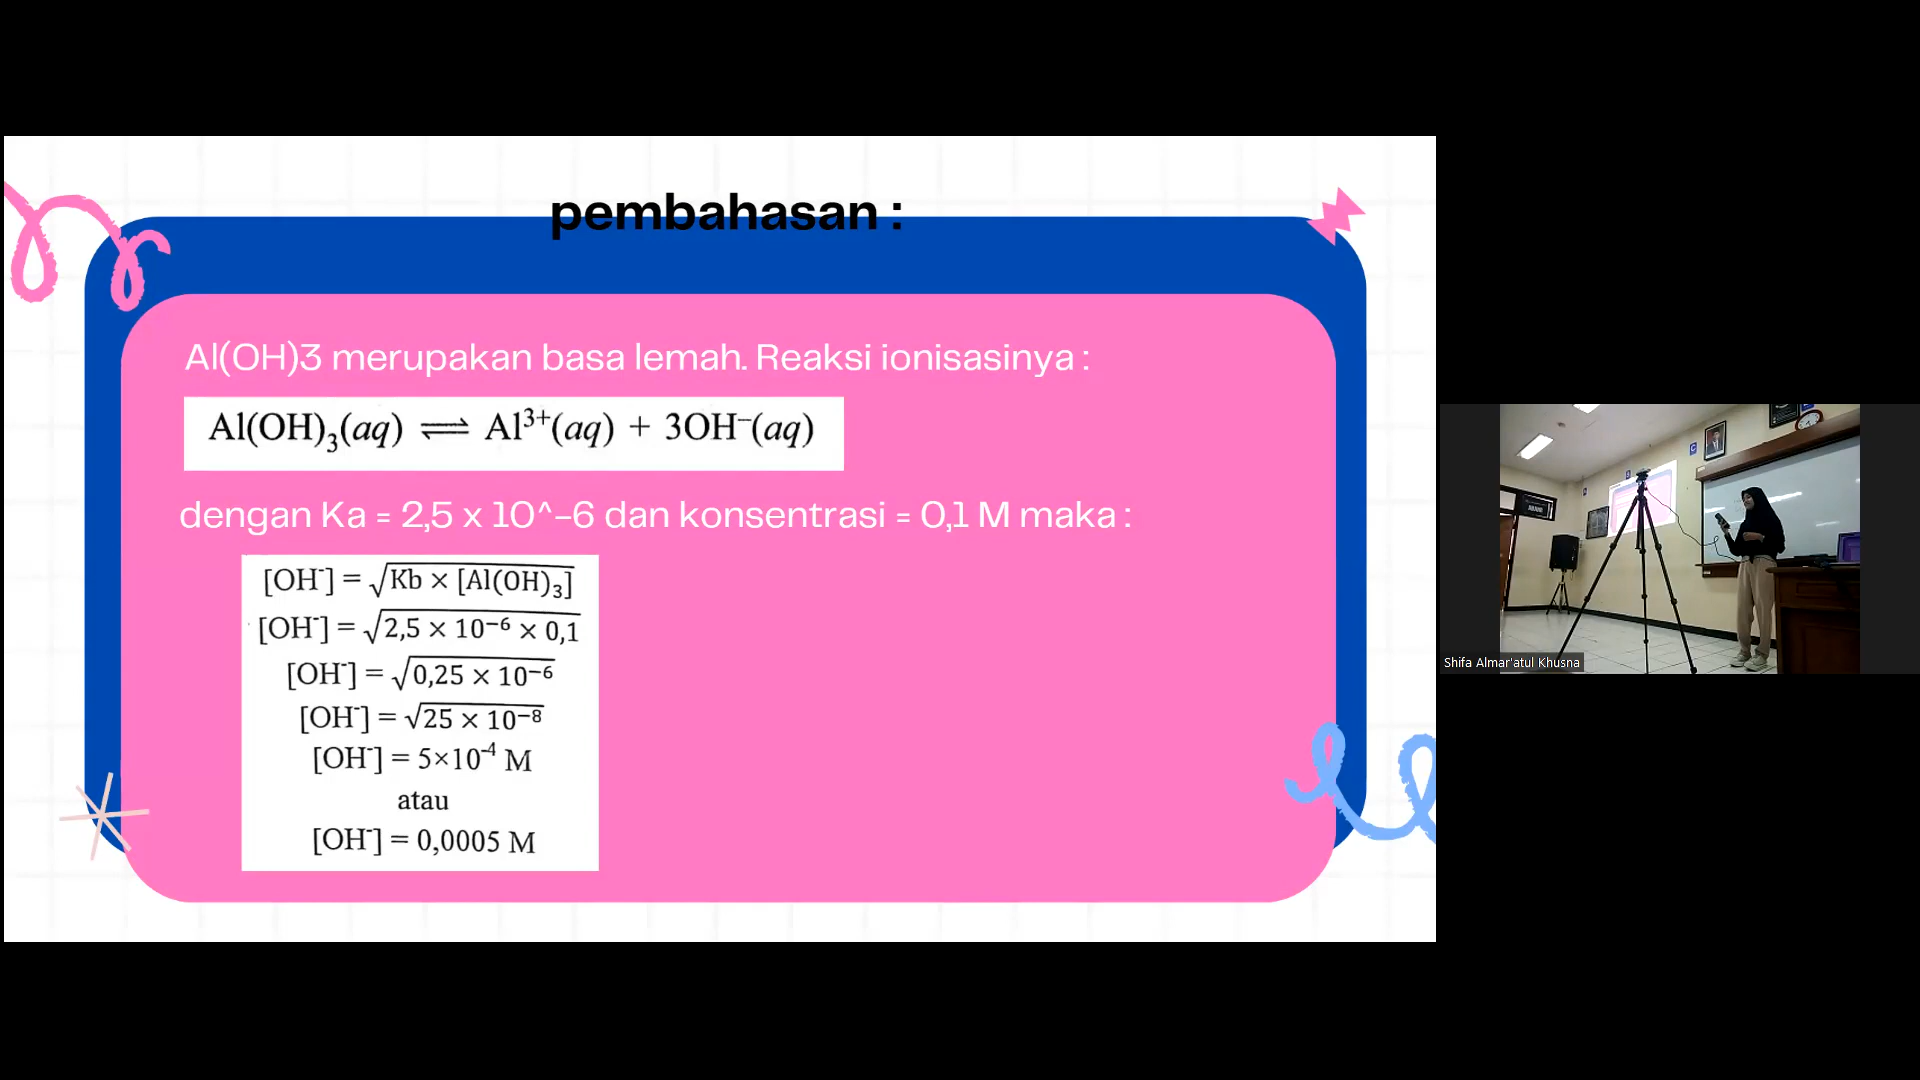 pembahasan :
Al(OH)3 merupakan basa lemah. Reaksi ionisasinya :
Al(OH)₃(aq) ⇌ Al³⁺(aq) + 3OH⁻(aq)
dengan Ka = 2,5 x 10^-6 dan konsentrasi = 0,1 M maka :
[OH⁻] = √Kb × [Al(OH)₃]
[OH⁻] = √2,5 × 10⁻⁶ × 0,1
[OH⁻] = √0,25 × 10⁻⁶
[OH⁻] = √25 × 10⁻⁸
[OH⁻] = 5×10⁻⁴ M
atau
[OH⁻] = 0,0005 M
Shifa Almar'atul Khusna